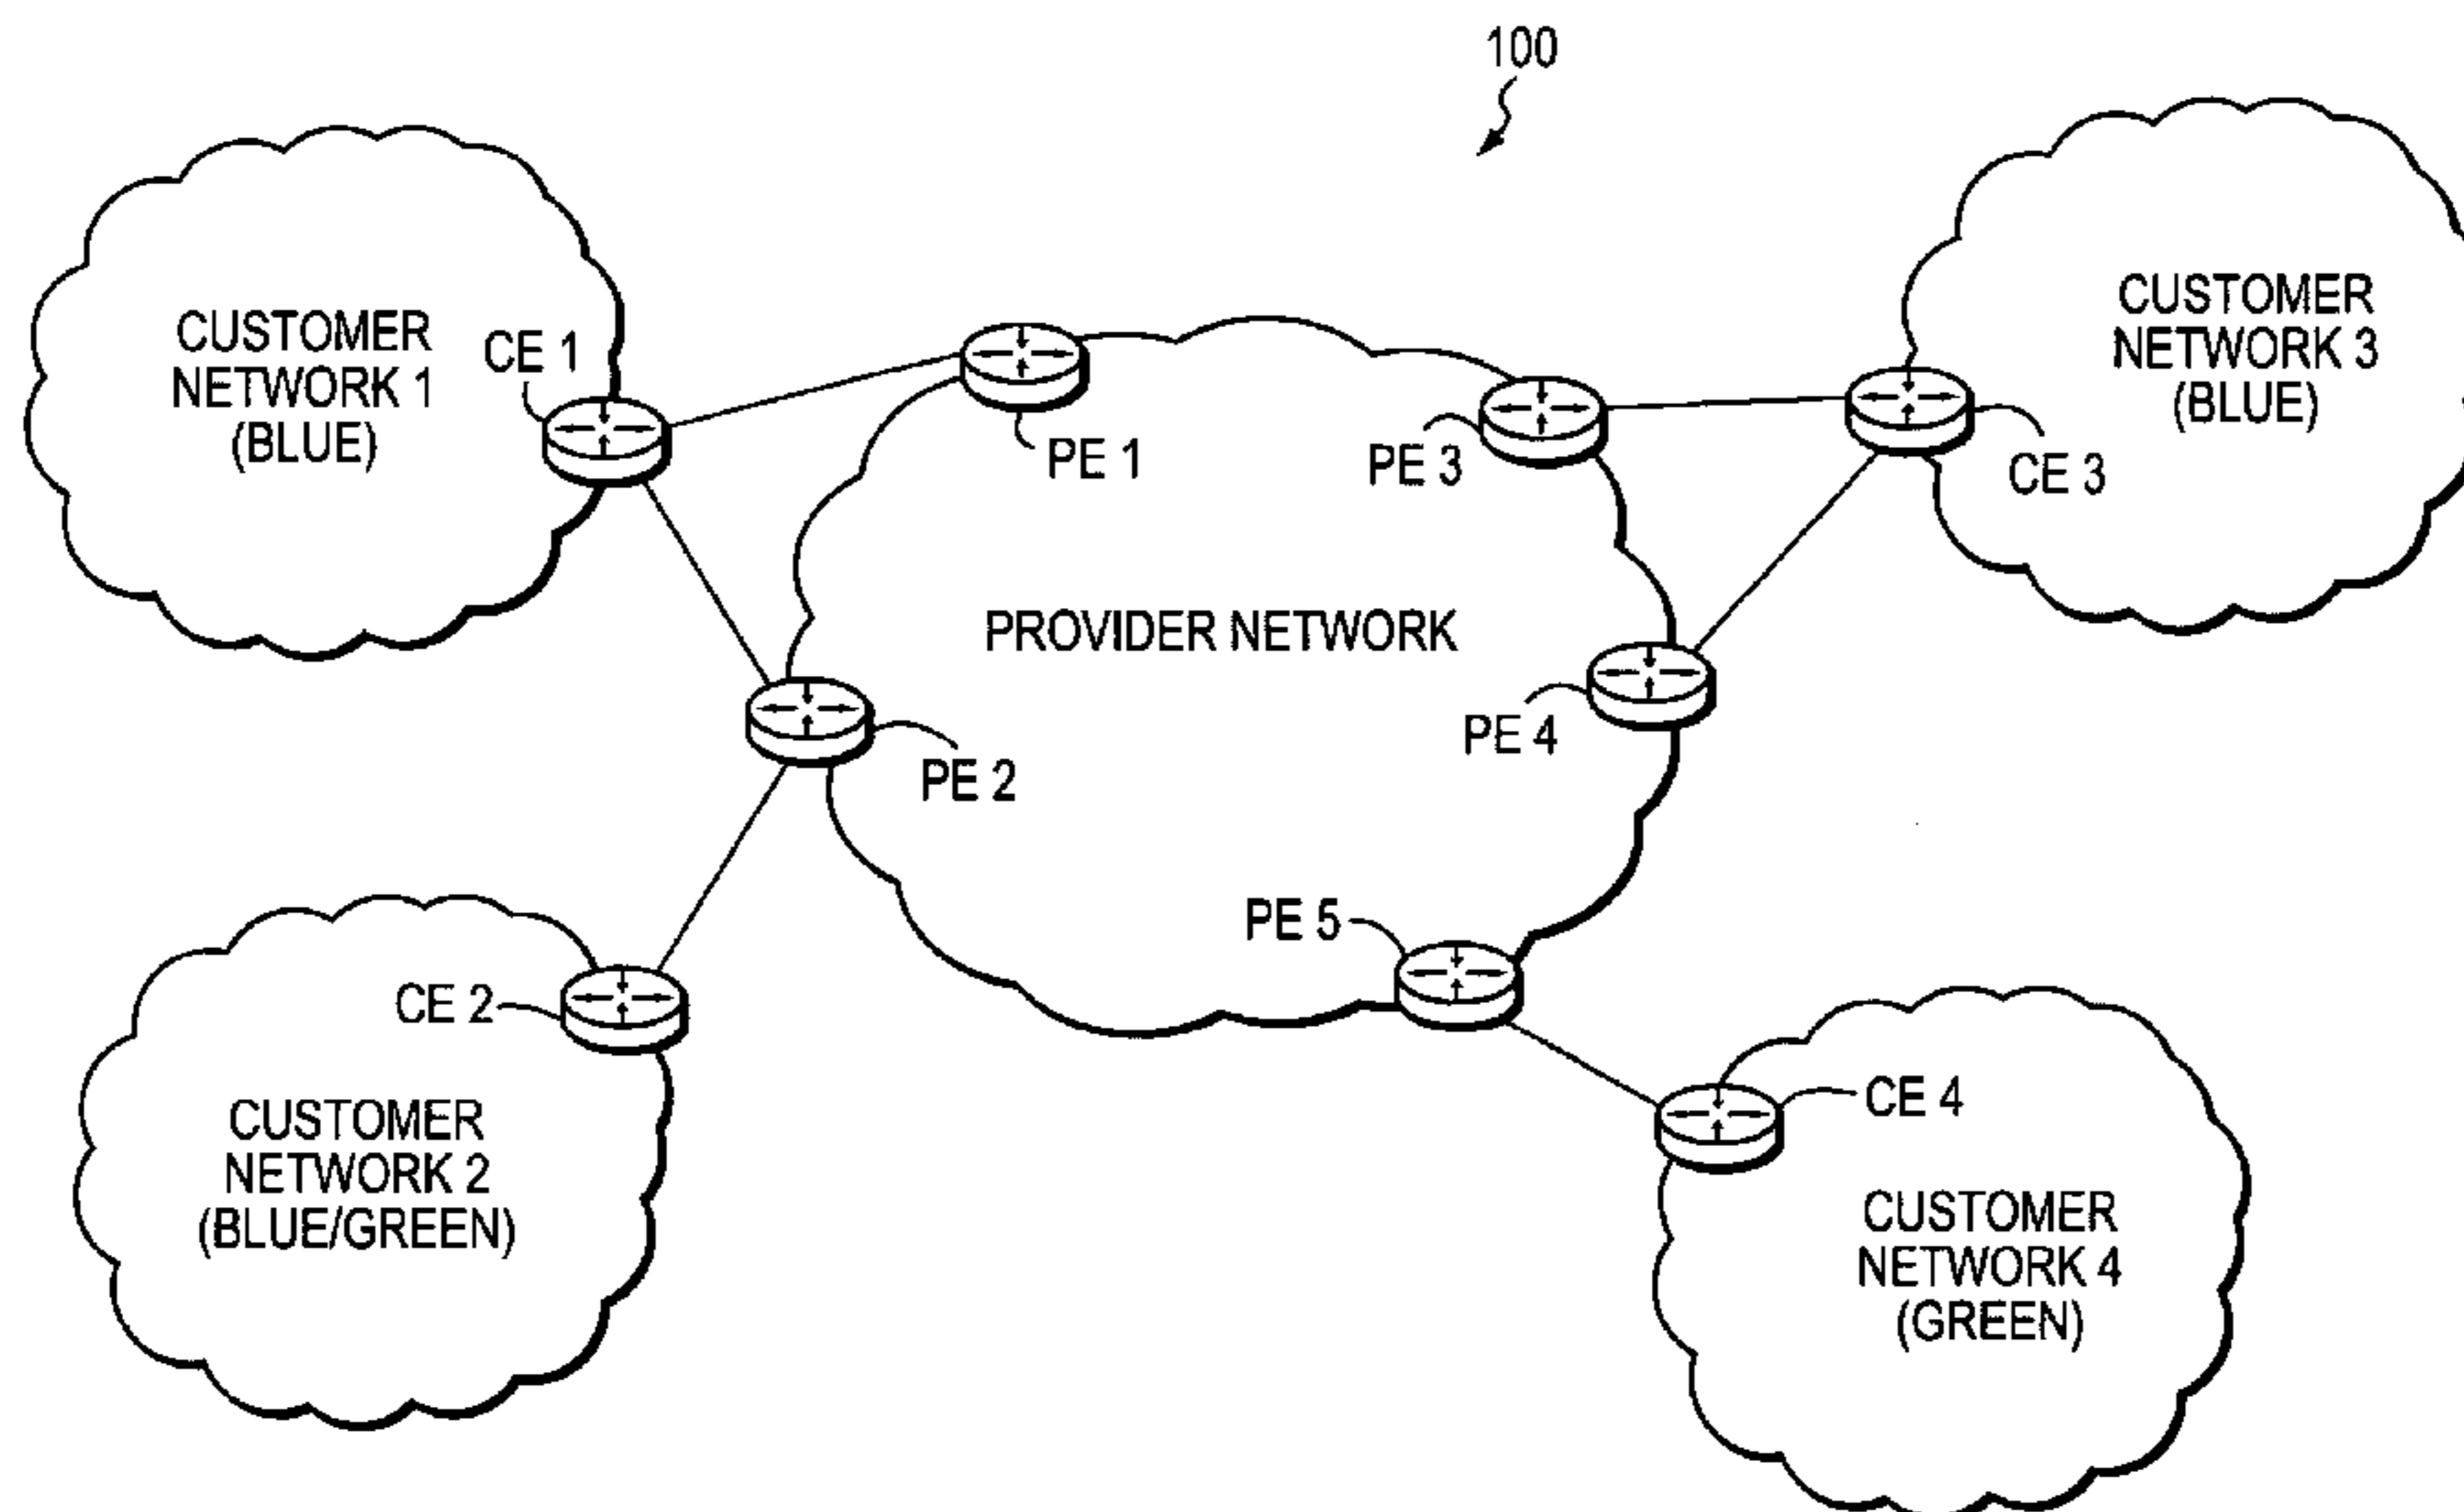 100
CUSTOMER
NETWORK 1
(BLUE)
CE 1
PE 1
PE 3
CUSTOMER
NETWORK 3
(BLUE)
CE 3
PROVIDER NETWORK
PE 2
PE 4
PE 5
CE 2
CUSTOMER
NETWORK 2
(BLUE/GREEN)
CE 4
CUSTOMER
NETWORK 4
(GREEN)